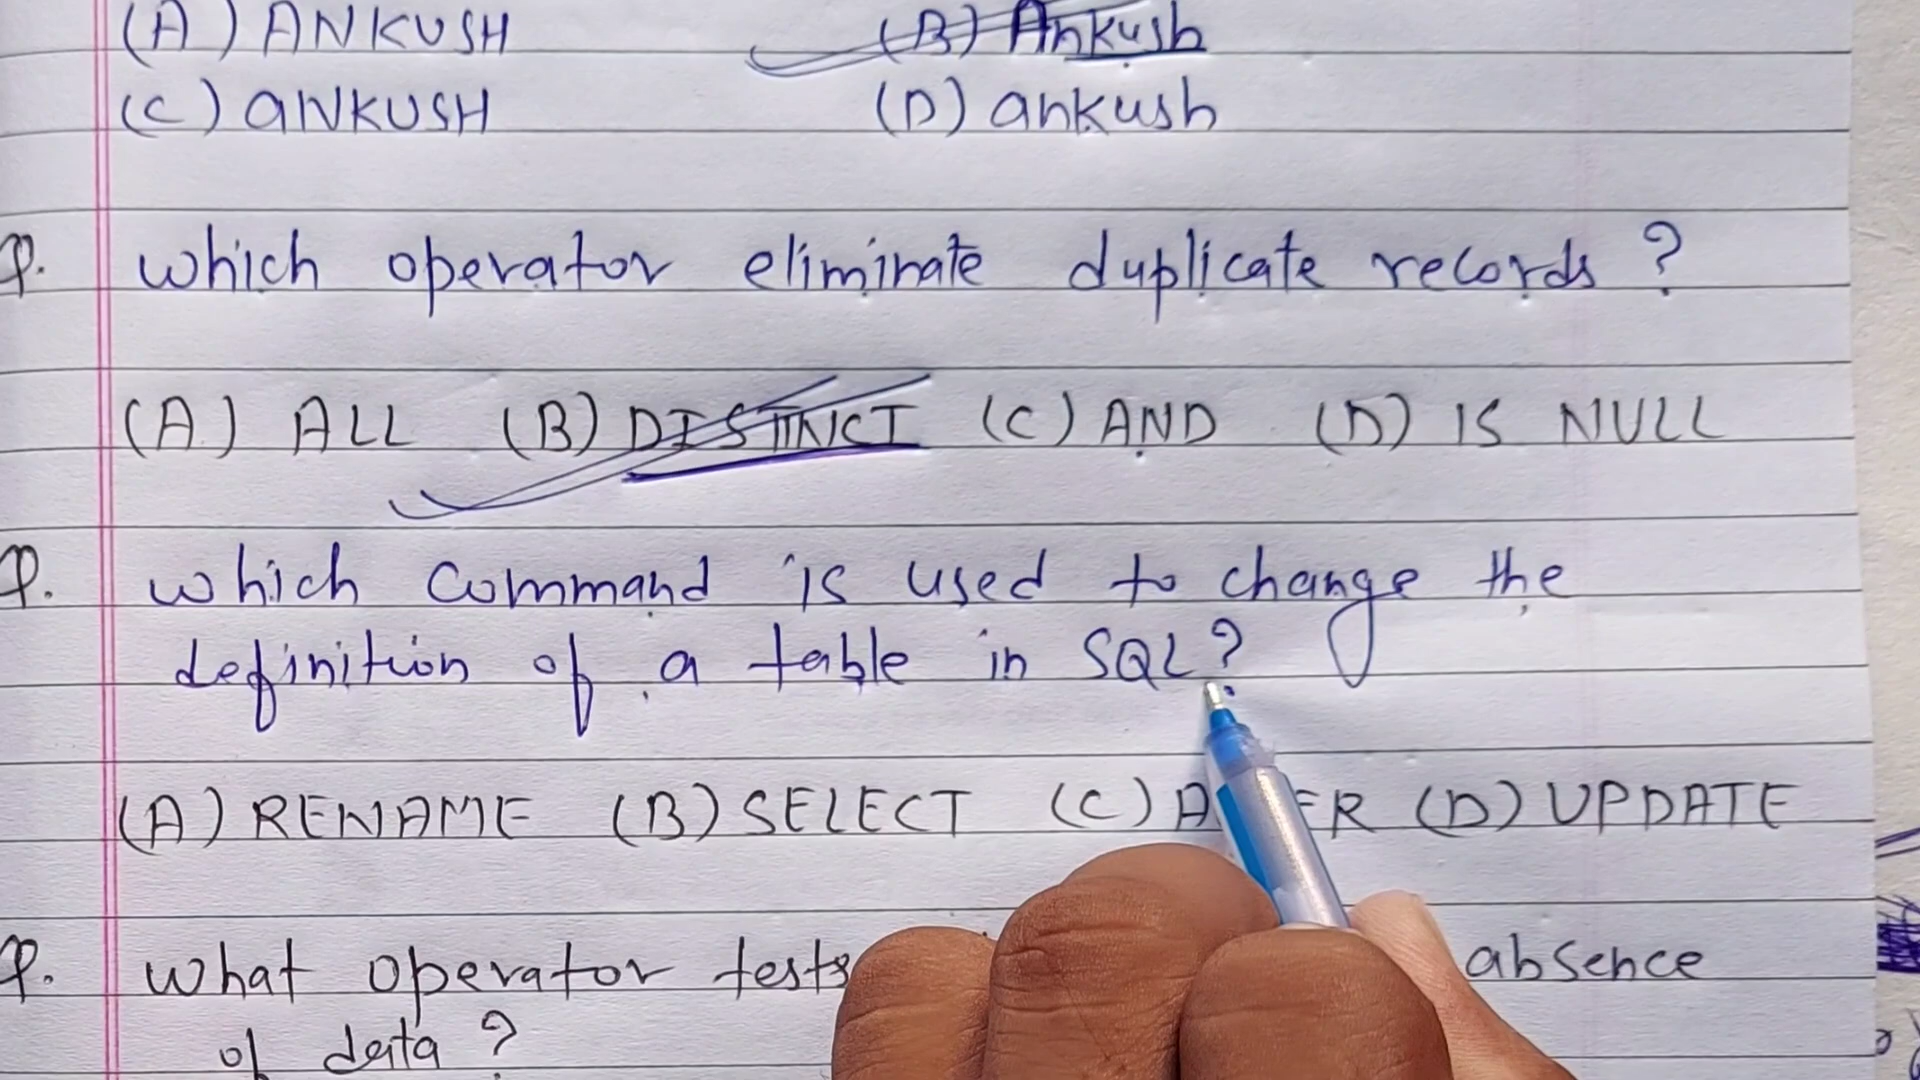 (A) ANKUSH (B) Ankush
(C) aNKUSH (D) ankush
Q. which operator eliminate duplicate records ?
(A) ALL (B) DISTINCT (C) AND (D) IS NULL
Q. which command is used to change the
definition of a table in SQL?
(A) RENAME (B) SELECT (C) (D) UPDATE
Q. What operator tests absence
of data ?